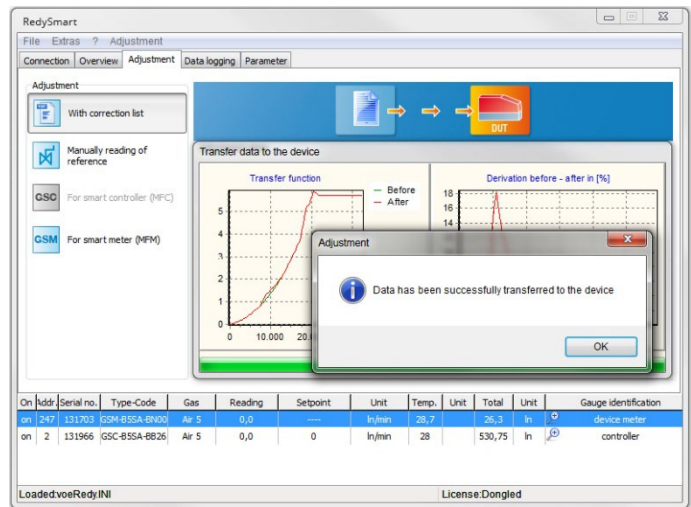 RedySmart
File Extras ? Adjustment
Connection Overview Adjustment Data logging Parameter
Adjustment
With correction list
Manually reading of
reference
GSC For smart controller (MFC)
GSM For smart meter (MFM)
DUT
Transfer data to the device
Transfer function
Before
After
5
4
3
2
1
0
0 10.000 20.
Derivation before - after in [%]
18
16
14
Adjustment
Data has been successfully transferred to the device
OK
On Addr. Serial no. Type-Code Gas Reading Setpoint Unit Temp. Unit Total Unit Gauge identification
on 247 131703 GSM-B5SA-BN00 Air 5 0,0 ---- ln/min 28,7 26,3 ln device meter
on 2 131966 GSC-B5SA-BB26 Air 5 0,0 0 ln/min 28 530,75 ln controller
Loaded:voeRedy.INI License:Dongled